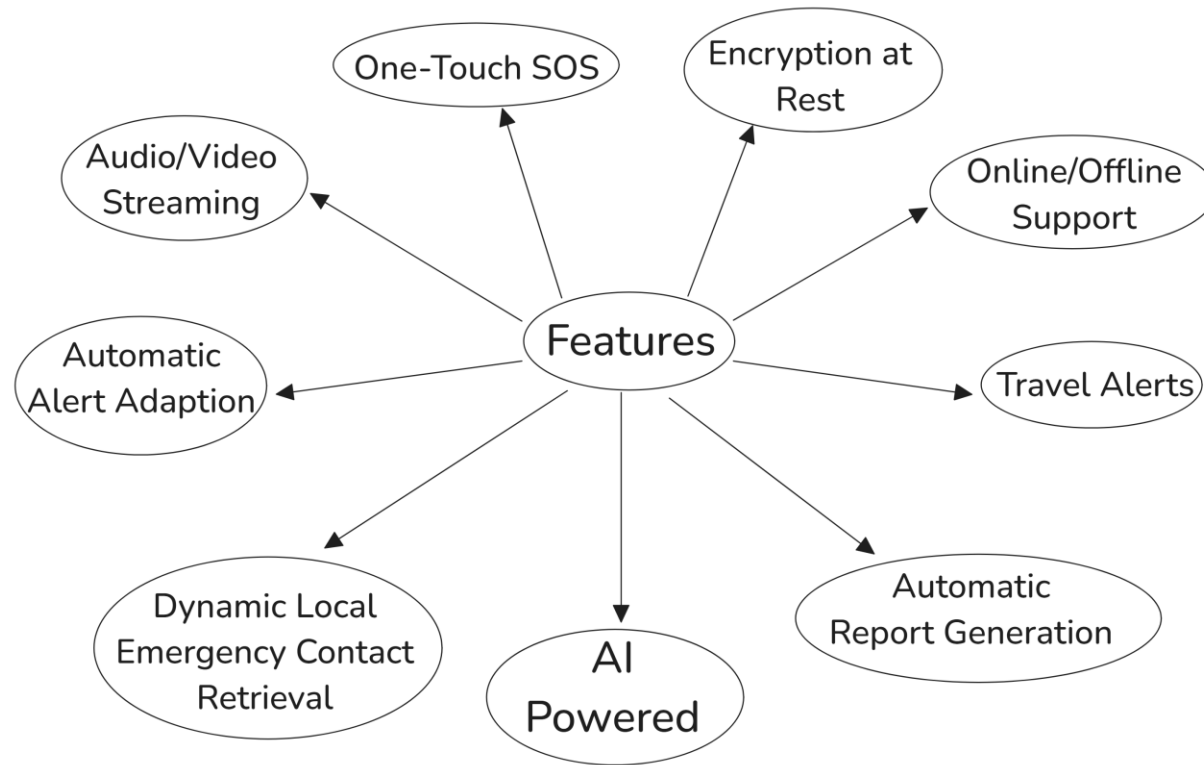 One-Touch SOS
Encryption at
Rest
Audio/Video
Streaming
Online/Offline
Support
Features
Automatic
Alert Adaption
Travel Alerts
Dynamic Local
Emergency Contact
Retrieval
AI
Powered
Automatic
Report Generation